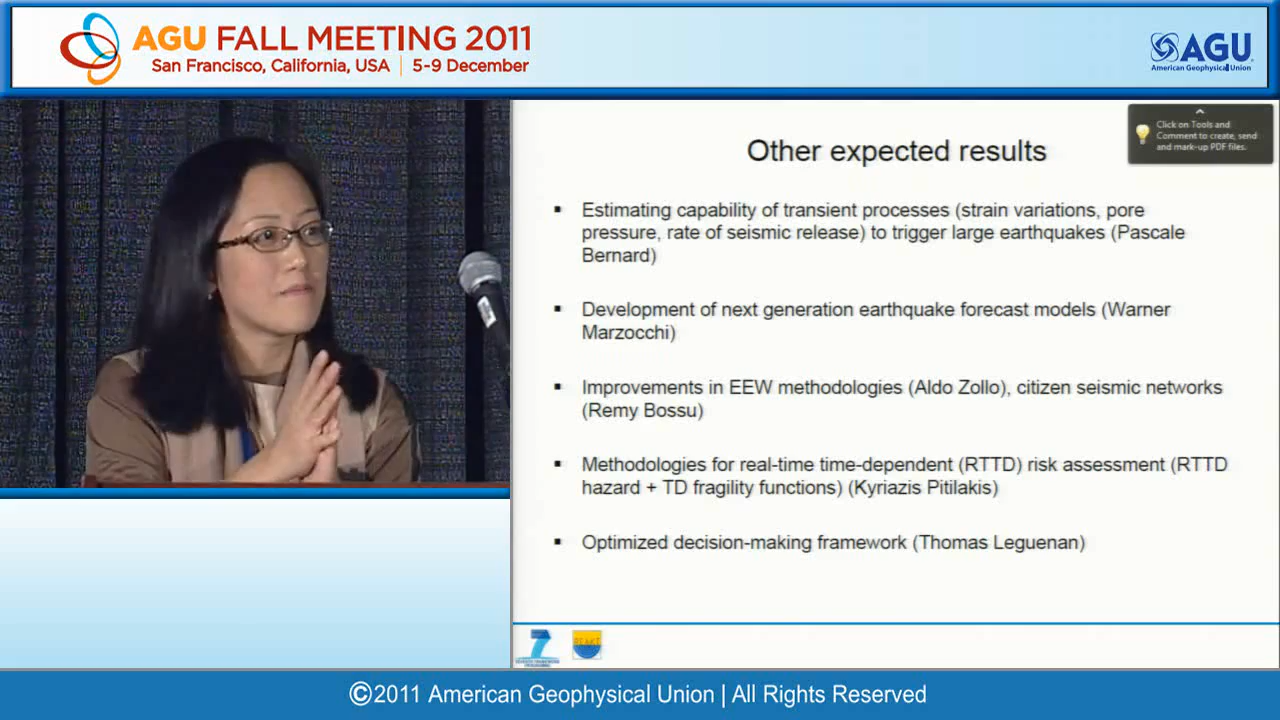 AGU FALL MEETING 2011
San Francisco, California, USA | 5-9 December
AGU
American Geophysical Union
Click on Tools and
Comment to create, send
and mark-up PDF files.
Other expected results
▪ Estimating capability of transient processes (strain variations, pore
pressure, rate of seismic release) to trigger large earthquakes (Pascale
Bernard)
▪ Development of next generation earthquake forecast models (Warner
Marzocchi)
▪ Improvements in EEW methodologies (Aldo Zollo), citizen seismic networks
(Remy Bossu)
▪ Methodologies for real-time time-dependent (RTTD) risk assessment (RTTD
hazard + TD fragility functions) (Kyriazis Pitilakis)
▪ Optimized decision-making framework (Thomas Leguenan)
7
©2011 American Geophysical Union | All Rights Reserved